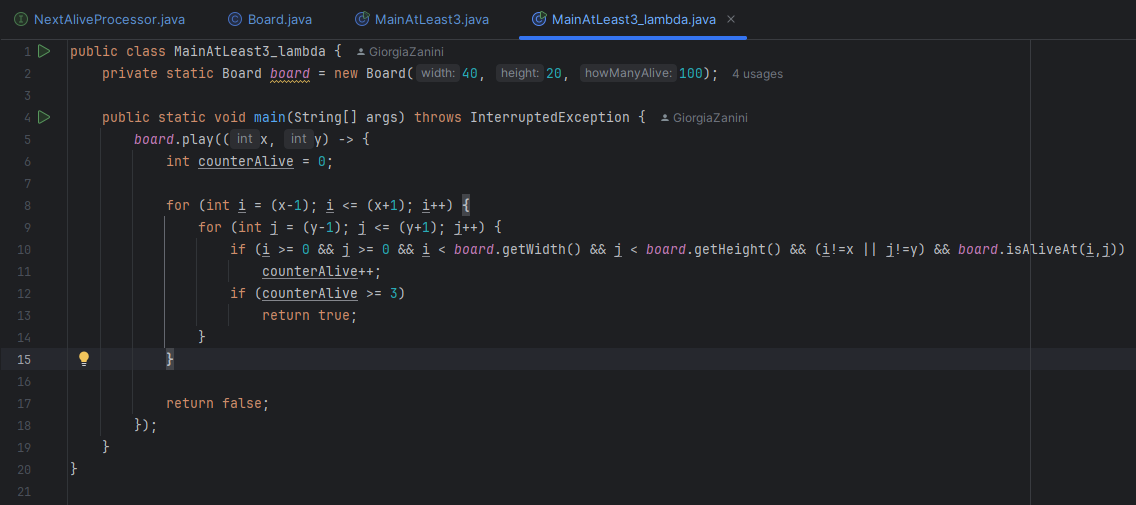 NextAliveProcessor.java Board.java MainAtLeast3.java MainAtLeast3_lambda.java
1 public class MainAtLeast3_lambda { GiorgiaZanini
2 private static Board board = new Board( width: 40, height: 20, howManyAlive: 100); 4 usages
3
4 public static void main(String[] args) throws InterruptedException { GiorgiaZanini
5 board.play(( int x, int y) -> {
6 int counterAlive = 0;
7
8 for (int i = (x-1); i <= (x+1); i++) {
9 for (int j = (y-1); j <= (y+1); j++) {
10 if (i >= 0 && j >= 0 && i < board.getWidth() && j < board.getHeight() && (i!=x || j!=y) && board.isAliveAt(i,j))
11 counterAlive++;
12 if (counterAlive >= 3)
13 return true;
14 }
15 }
16
17 return false;
18 });
19 }
20 }
21